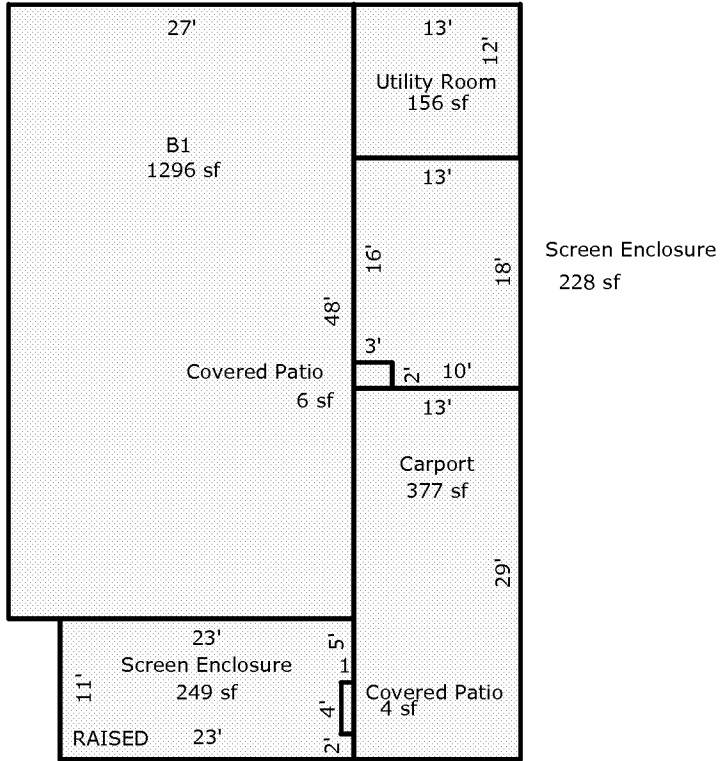 27'
13'
12'
Utility Room
156 sf
B1
1296 sf
13'
16'
18'
Screen Enclosure
228 sf
48'
3'
Covered Patio
2'
10'
6 sf
13'
Carport
377 sf
29'
23'
5'
Screen Enclosure
1
249 sf
11'
Covered Patio
4 sf
4'
RAISED
23'
2'